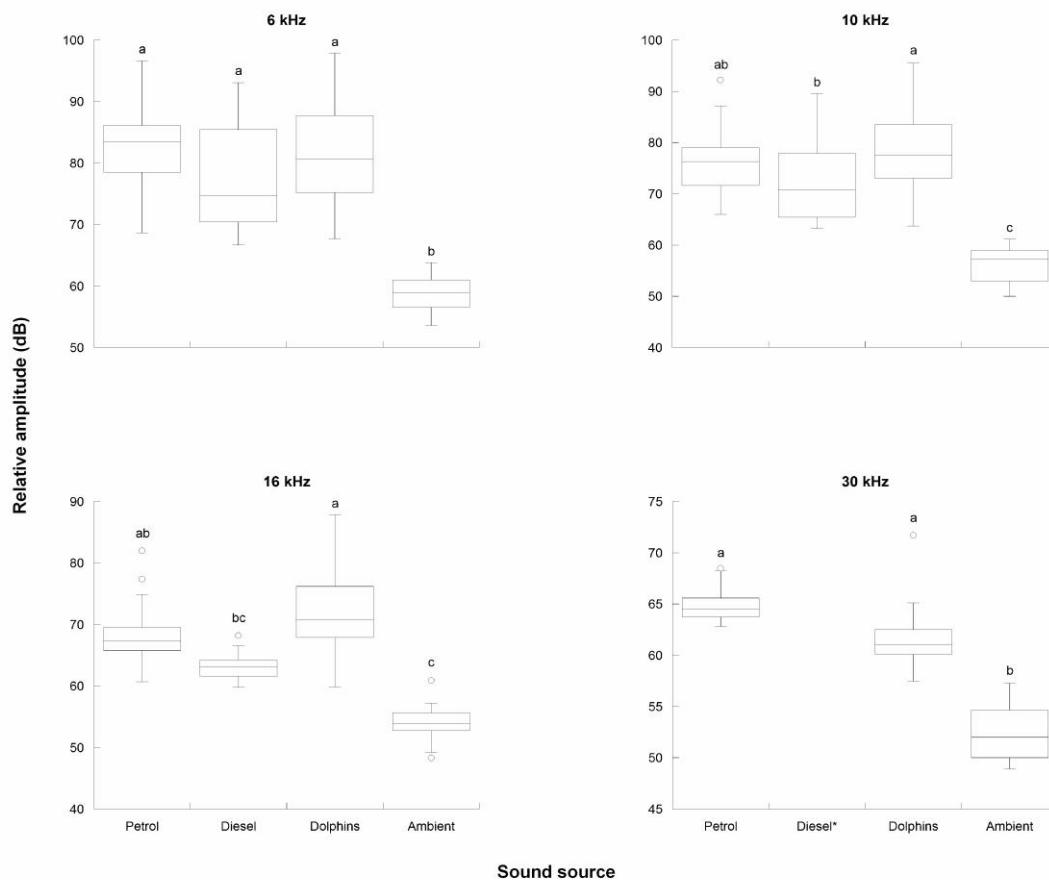 6 kHz
100
90
80
70
60
50
a
a
a
b
10 kHz
100
90
80
70
60
50
40
ab
b
a
c
Relative amplitude (dB)
16 kHz
90
80
70
60
50
40
ab
bc
a
c
Petrol Diesel Dolphins Ambient
30 kHz
75
70
65
60
55
50
45
a
a
b
Petrol Diesel* Dolphins Ambient
Sound source